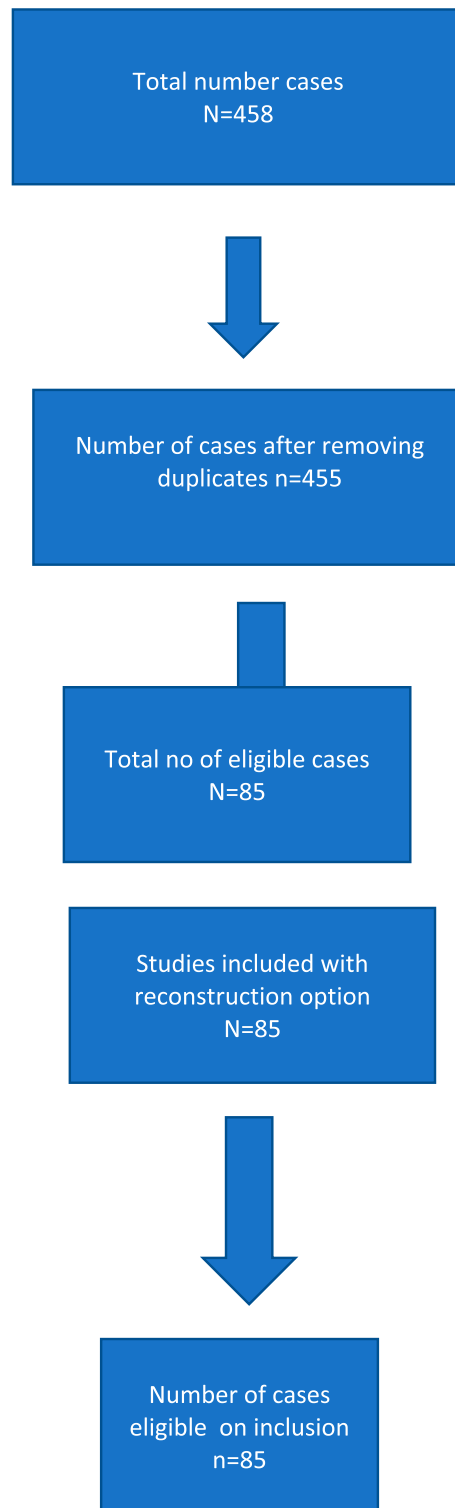 Total number cases
N=458
Number of cases after removing
duplicates n=455
Total no of eligible cases
N=85
Studies included with
reconstruction option
N=85
Number of cases
eligible  on inclusion
n=85